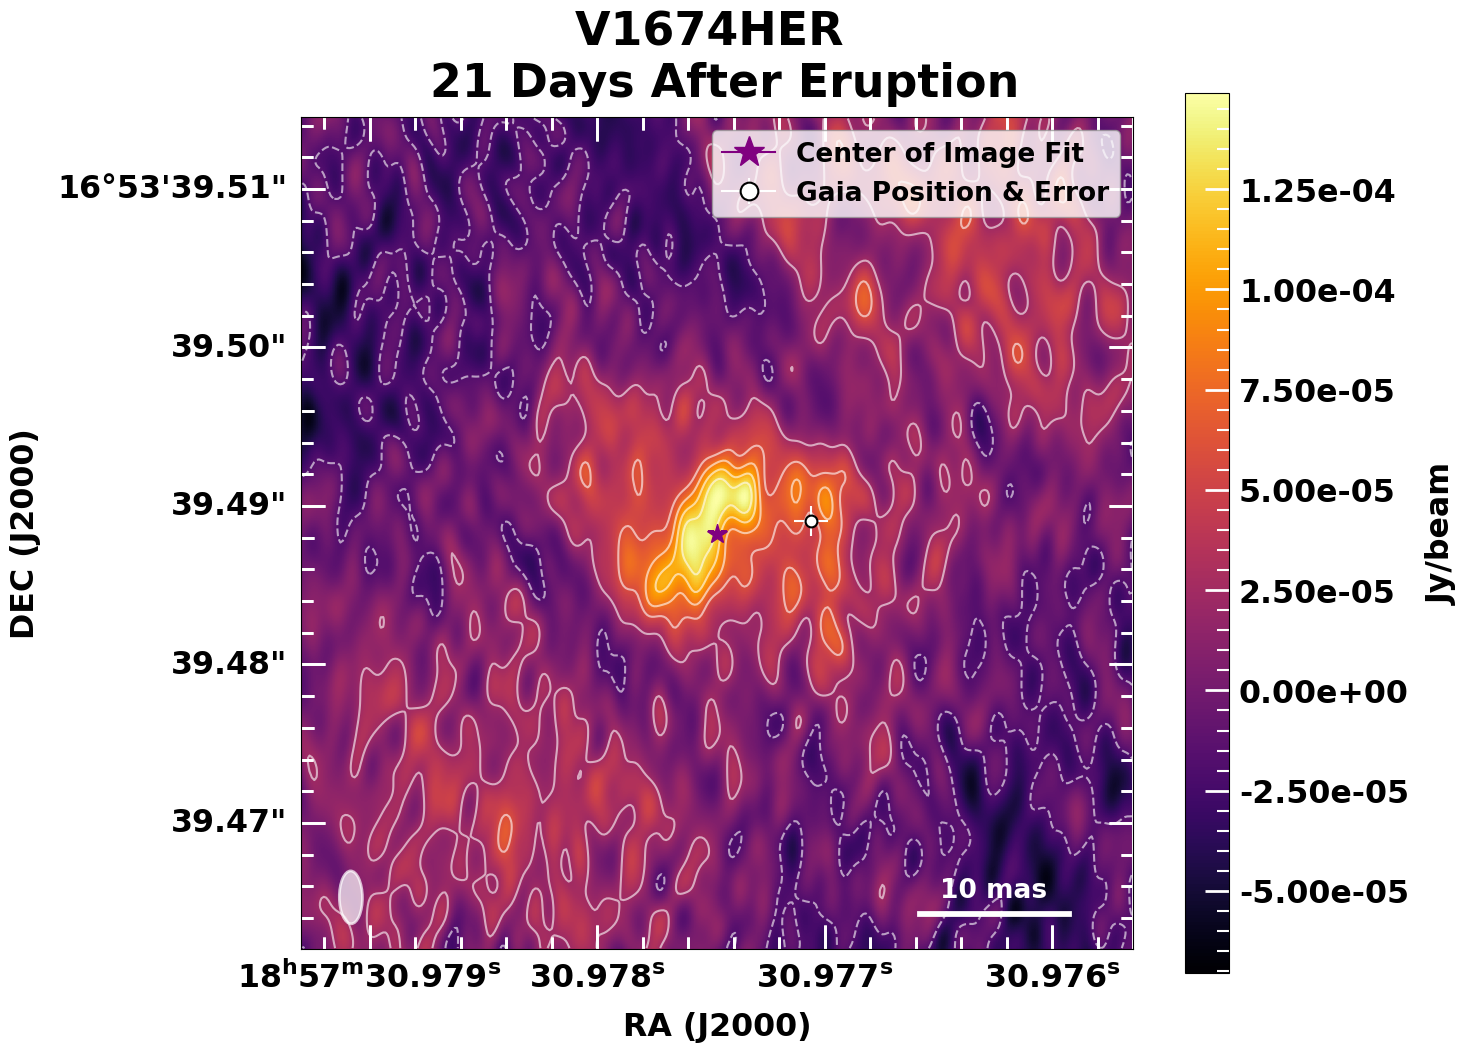 V1674HER
21 Days After Eruption
Center of Image Fit
Gaia Position & Error
16°53'39.51"
39.50"
39.49"
39.48"
39.47"
DEC (J2000)
10 mas
18ʰ57ᵐ30.979ˢ 30.978ˢ 30.977ˢ 30.976ˢ
RA (J2000)
1.25e-04
1.00e-04
7.50e-05
5.00e-05
2.50e-05
0.00e+00
-2.50e-05
-5.00e-05
Jy/beam